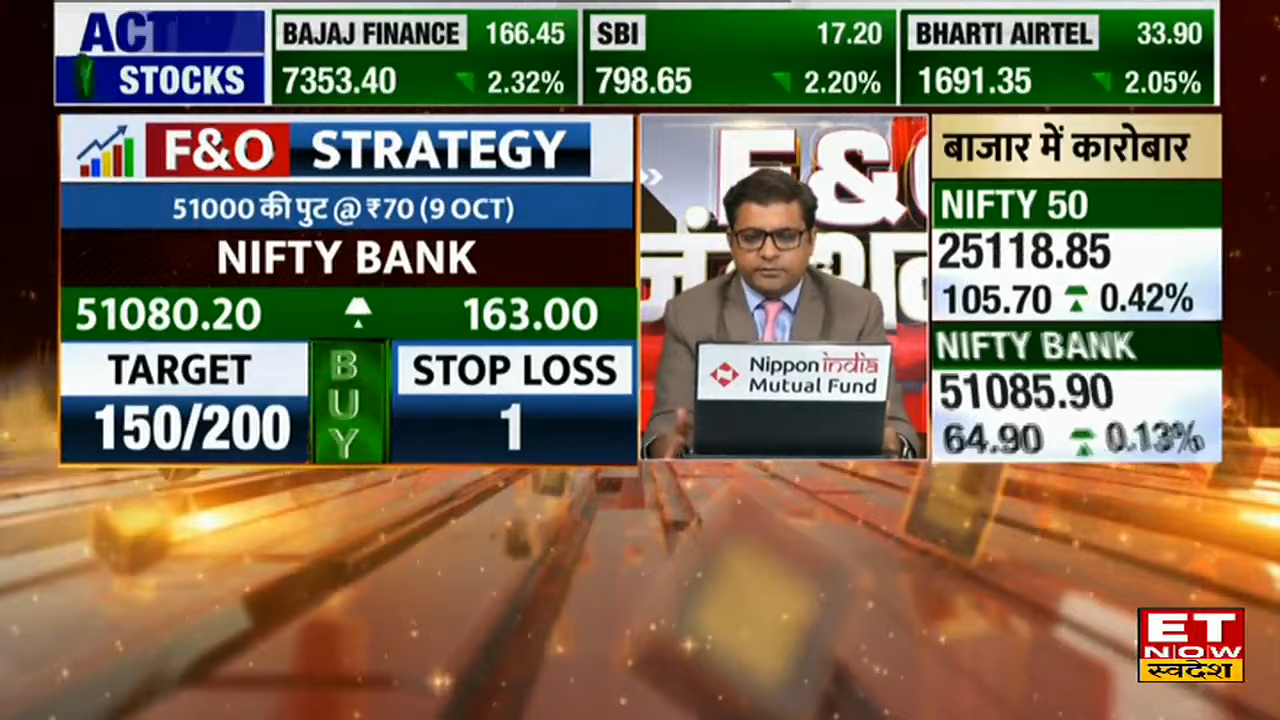 ACT
STOCKS
BAJAJ FINANCE 166.45
7353.40 2.32%
SBI 17.20
798.65 2.20%
BHARTI AIRTEL 33.90
1691.35 2.05%
F&O STRATEGY
51000 की पुट @ ₹70 (9 OCT)
NIFTY BANK
51080.20 163.00
TARGET
150/200
BUY
STOP LOSS
1
F&O
Nippon india
Mutual Fund
बाजार में कारोबार
NIFTY 50
25118.85
105.70 0.42%
NIFTY BANK
51085.90
64.90 0.13%
ET
NOW
स्वदेश